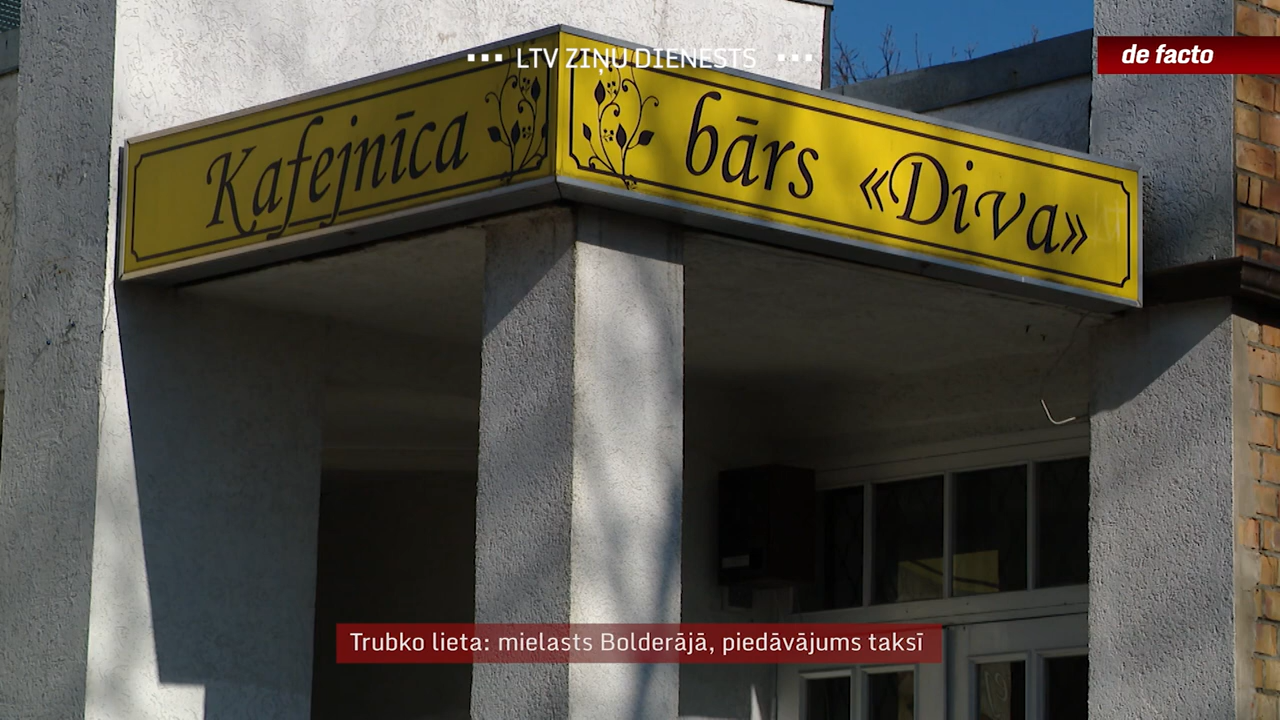 LTV ZIŅU DIENESTS
de facto
Kafejnīca
bārs «Diva»
Trubko lieta: mielasts Bolderājā, piedāvājums taksī